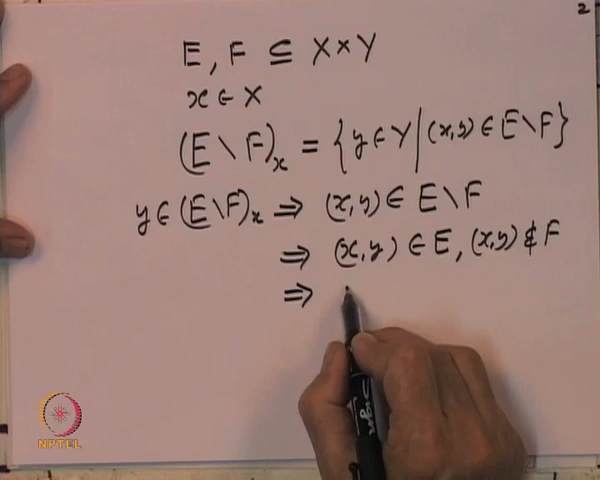 2
E, F ⊆ X × Y
x ∈ X
(E \ F)ₓ = { y ∈ Y | (x, y) ∈ E \ F }
y ∈ (E \ F)ₓ ⇒ (x, y) ∈ E \ F
⇒ (x, y) ∈ E, (x, y) ∉ F
⇒
NPTEL